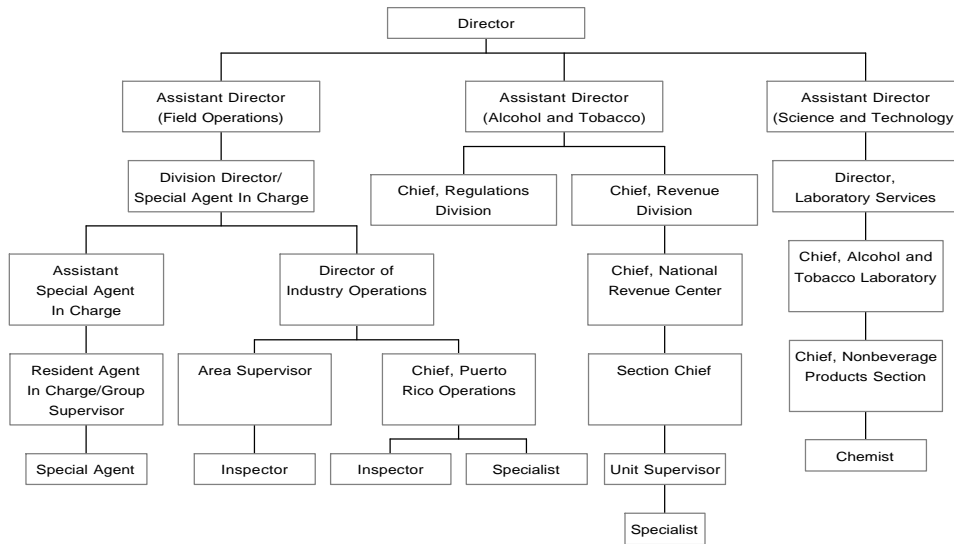 Director
Assistant Director
(Field Operations)
Assistant Director
(Alcohol and Tobacco)
Assistant Director
(Science and Technology
Division Director/
Special Agent In Charge
Chief, Regulations
Division
Chief, Revenue
Division
Director,
Laboratory Services
Assistant
Special Agent
In Charge
Director of
Industry Operations
Chief, National
Revenue Center
Chief, Alcohol and
Tobacco Laboratory
Resident Agent
In Charge/Group
Supervisor
Area Supervisor
Chief, Puerto
Rico Operations
Section Chief
Chief, Nonbeverage
Products Section
Special Agent
Inspector
Inspector
Specialist
Unit Supervisor
Chemist
Specialist